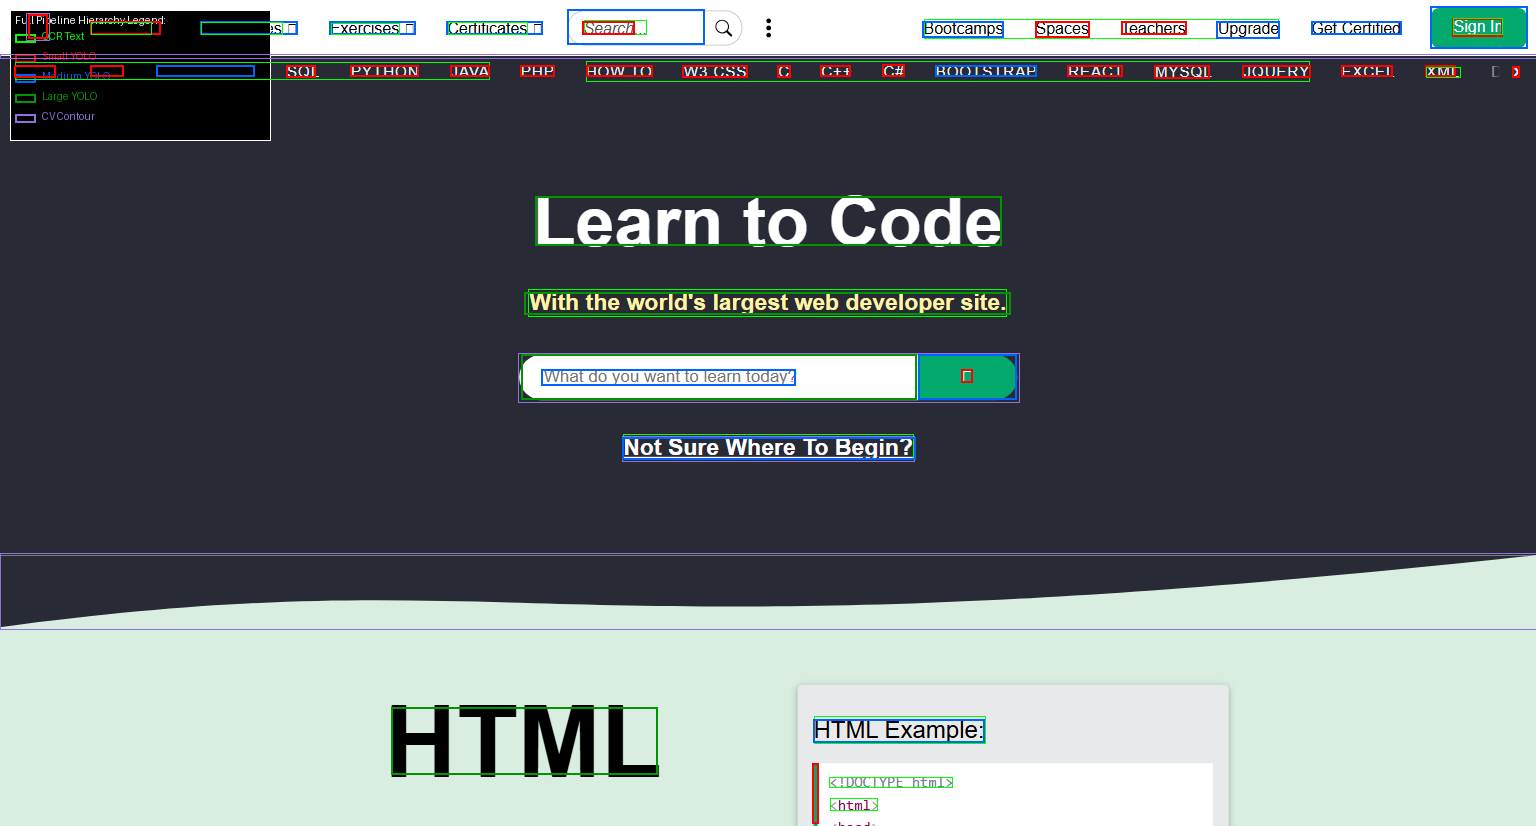 Full Pipeline Hierarchy Legend:
OCR Text
Small YOLO
Medium YOLO
Large YOLO
CV Contour
Exercises
Certificates
Search...
Bootcamps
Spaces
Teachers
Upgrade
Get Certified
Sign In
SQL PYTHON JAVA PHP HOW TO W3.CSS C C++ C# BOOTSTRAP REACT MYSQL JQUERY EXCEL XML
Learn to Code
With the world's largest web developer site.
What do you want to learn today?
Not Sure Where To Begin?
HTML
HTML Example:
<!DOCTYPE html>
<html>
<head>